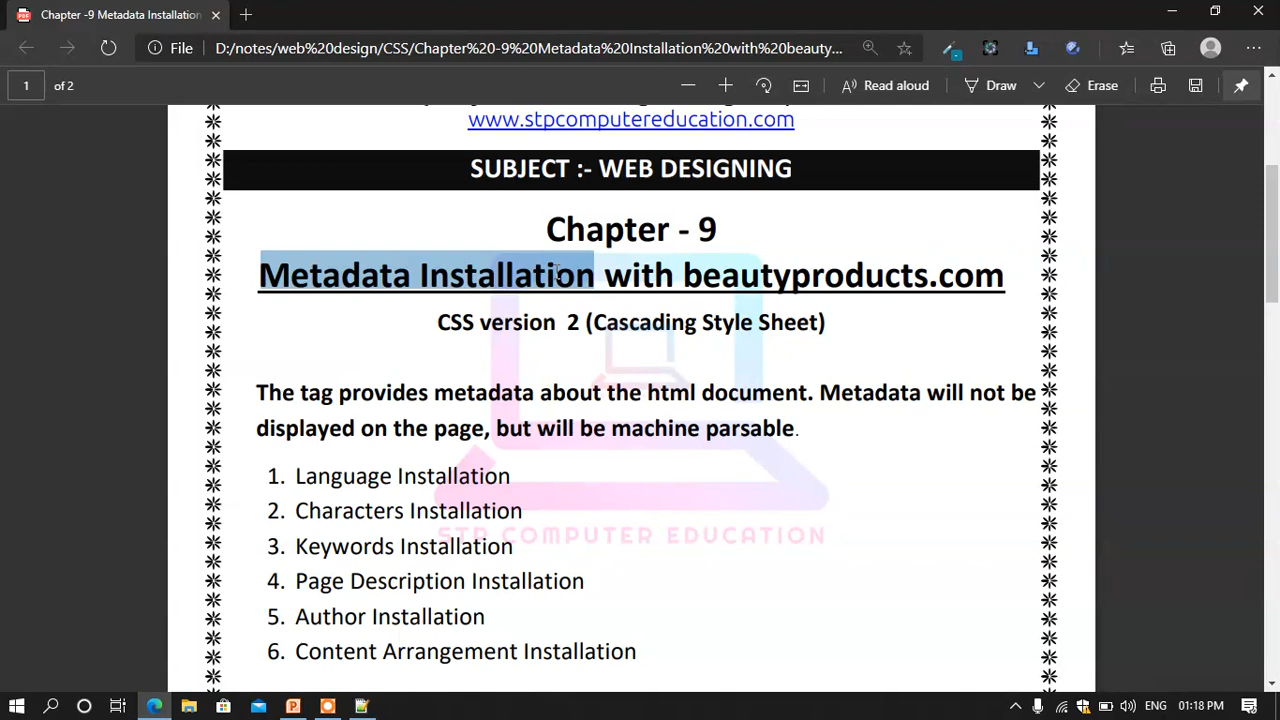 Chapter -9 Metadata Installation
File
D:/notes/web%20design/CSS/Chapter%20-9%20Metadata%20Installation%20with%20beauty...
1
of 2
Read aloud
Draw
Erase
www.stpcomputereducation.com
SUBJECT :- WEB DESIGNING
Chapter - 9
Metadata Installation with beautyproducts.com
CSS version 2 (Cascading Style Sheet)
The tag provides metadata about the html document. Metadata will not be
displayed on the page, but will be machine parsable.
1. Language Installation
2. Characters Installation
STP COMPUTER EDUCATION
3. Keywords Installation
4. Page Description Installation
5. Author Installation
6. Content Arrangement Installation
ENG
01:18 PM